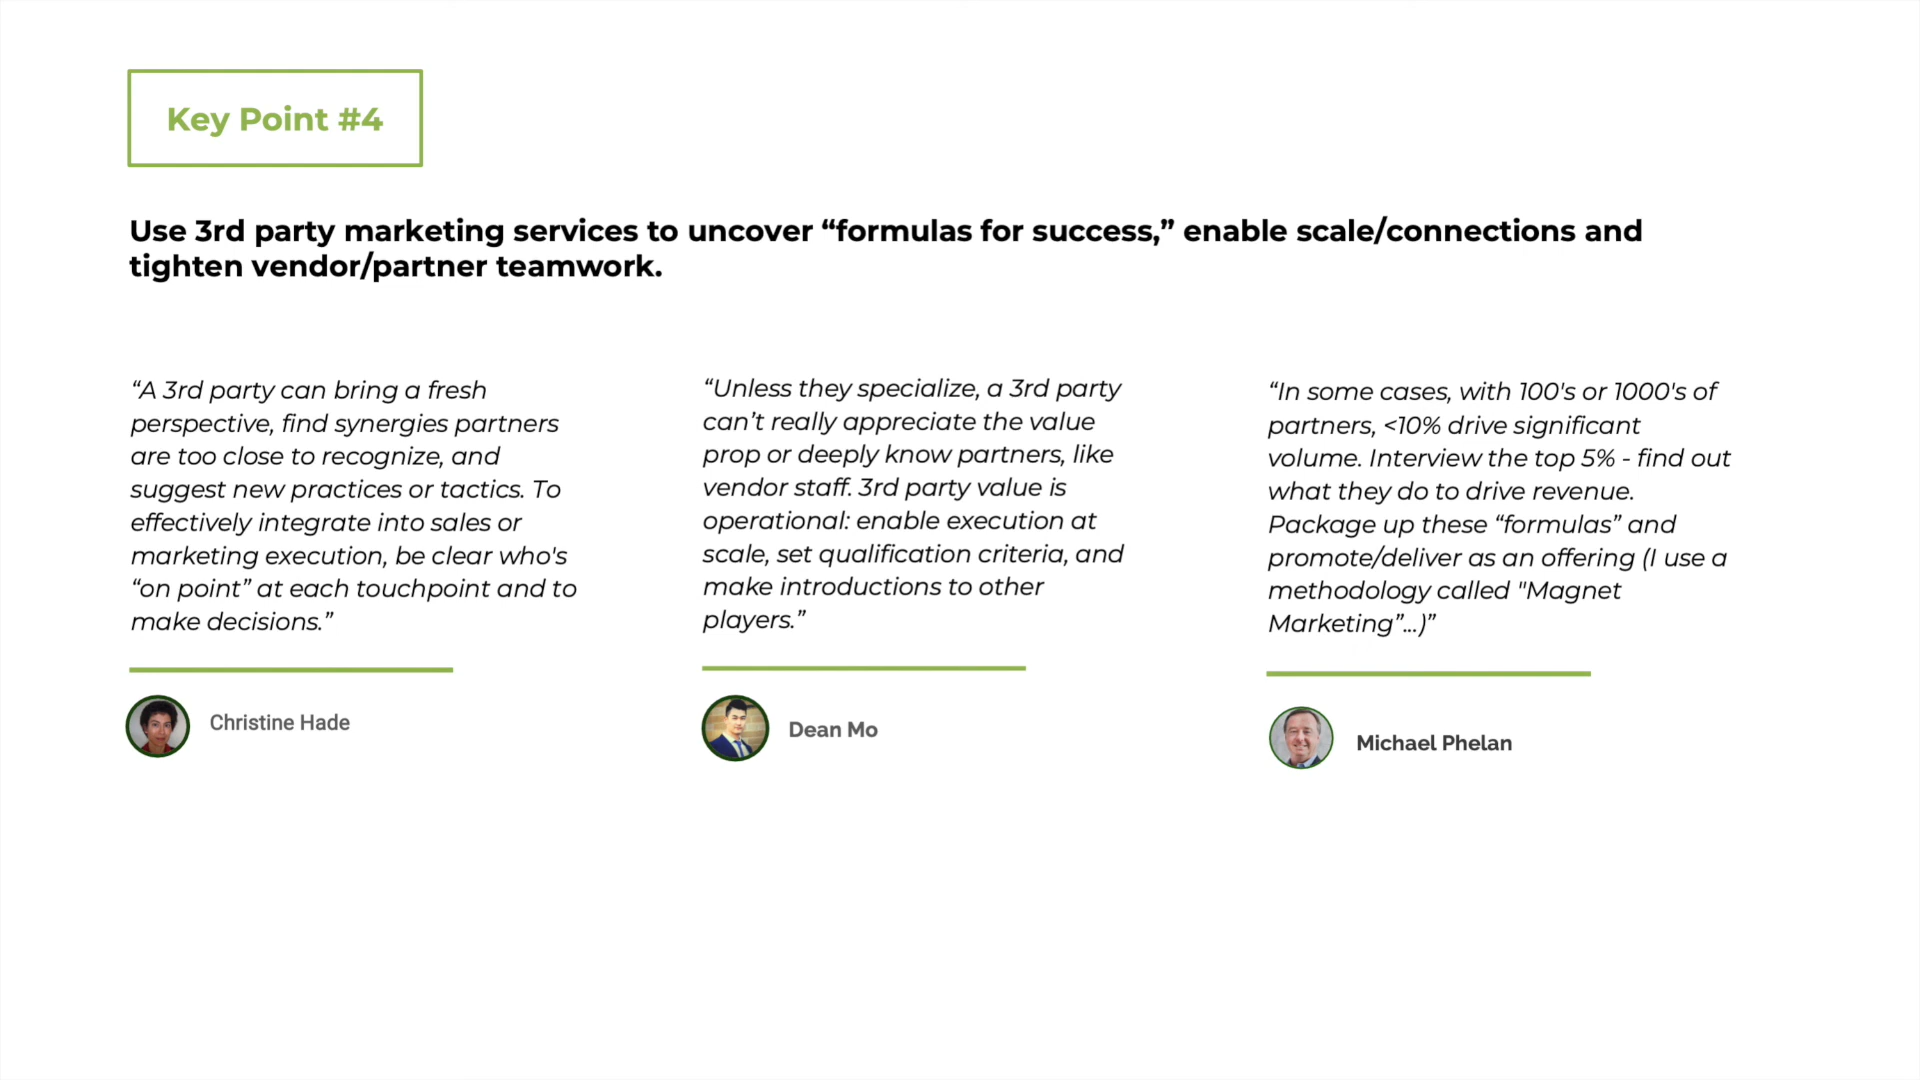 Key Point #4
Use 3rd party marketing services to uncover “formulas for success,” enable scale/connections and
tighten vendor/partner teamwork.
“A 3rd party can bring a fresh
perspective, find synergies partners
are too close to recognize, and
suggest new practices or tactics. To
effectively integrate into sales or
marketing execution, be clear who's
“on point” at each touchpoint and to
make decisions.”
Christine Hade
“Unless they specialize, a 3rd party
can’t really appreciate the value
prop or deeply know partners, like
vendor staff. 3rd party value is
operational: enable execution at
scale, set qualification criteria, and
make introductions to other
players.”
Dean Mo
“In some cases, with 100's or 1000's of
partners, <10% drive significant
volume. Interview the top 5% - find out
what they do to drive revenue.
Package up these “formulas” and
promote/deliver as an offering (I use a
methodology called "Magnet
Marketing”...)”
Michael Phelan